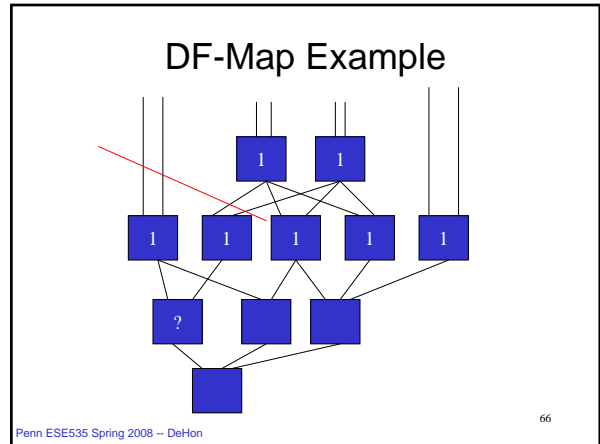 DF-Map Example
1 1
1 1 1 1 1
?
66
Penn ESE535 Spring 2008 -- DeHon